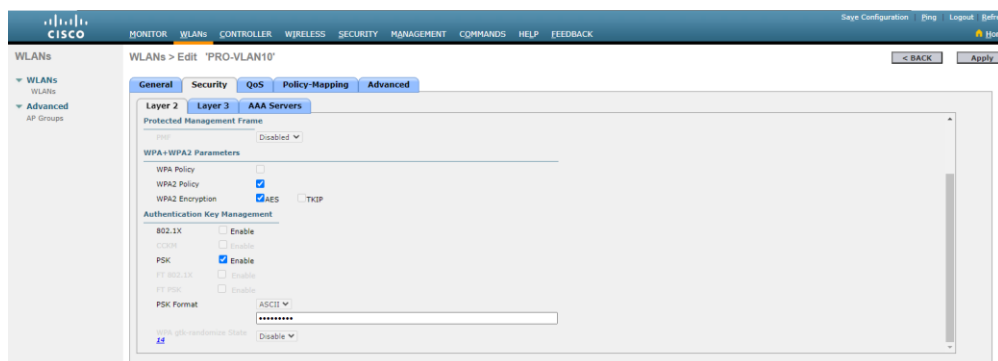 Save Configuration Ping Logout Refr
CISCO MONITOR WLANs CONTROLLER WIRELESS SECURITY MANAGEMENT COMMANDS HELP FEEDBACK Hor
WLANs
WLANs > Edit 'PRO-VLAN10'
< BACK Apply
WLANs
WLANs
Advanced
AP Groups
General Security QoS Policy-Mapping Advanced
Layer 2 Layer 3 AAA Servers
Protected Management Frame
PMF Disabled
WPA+WPA2 Parameters
WPA Policy
WPA2 Policy
WPA2 Encryption AES TKIP
Authentication Key Management
802.1X Enable
CCKM Enable
PSK Enable
FT 802.1X Enable
FT PSK Enable
PSK Format ASCII
•••••••••
WPA gtk-randomize State Disable
14